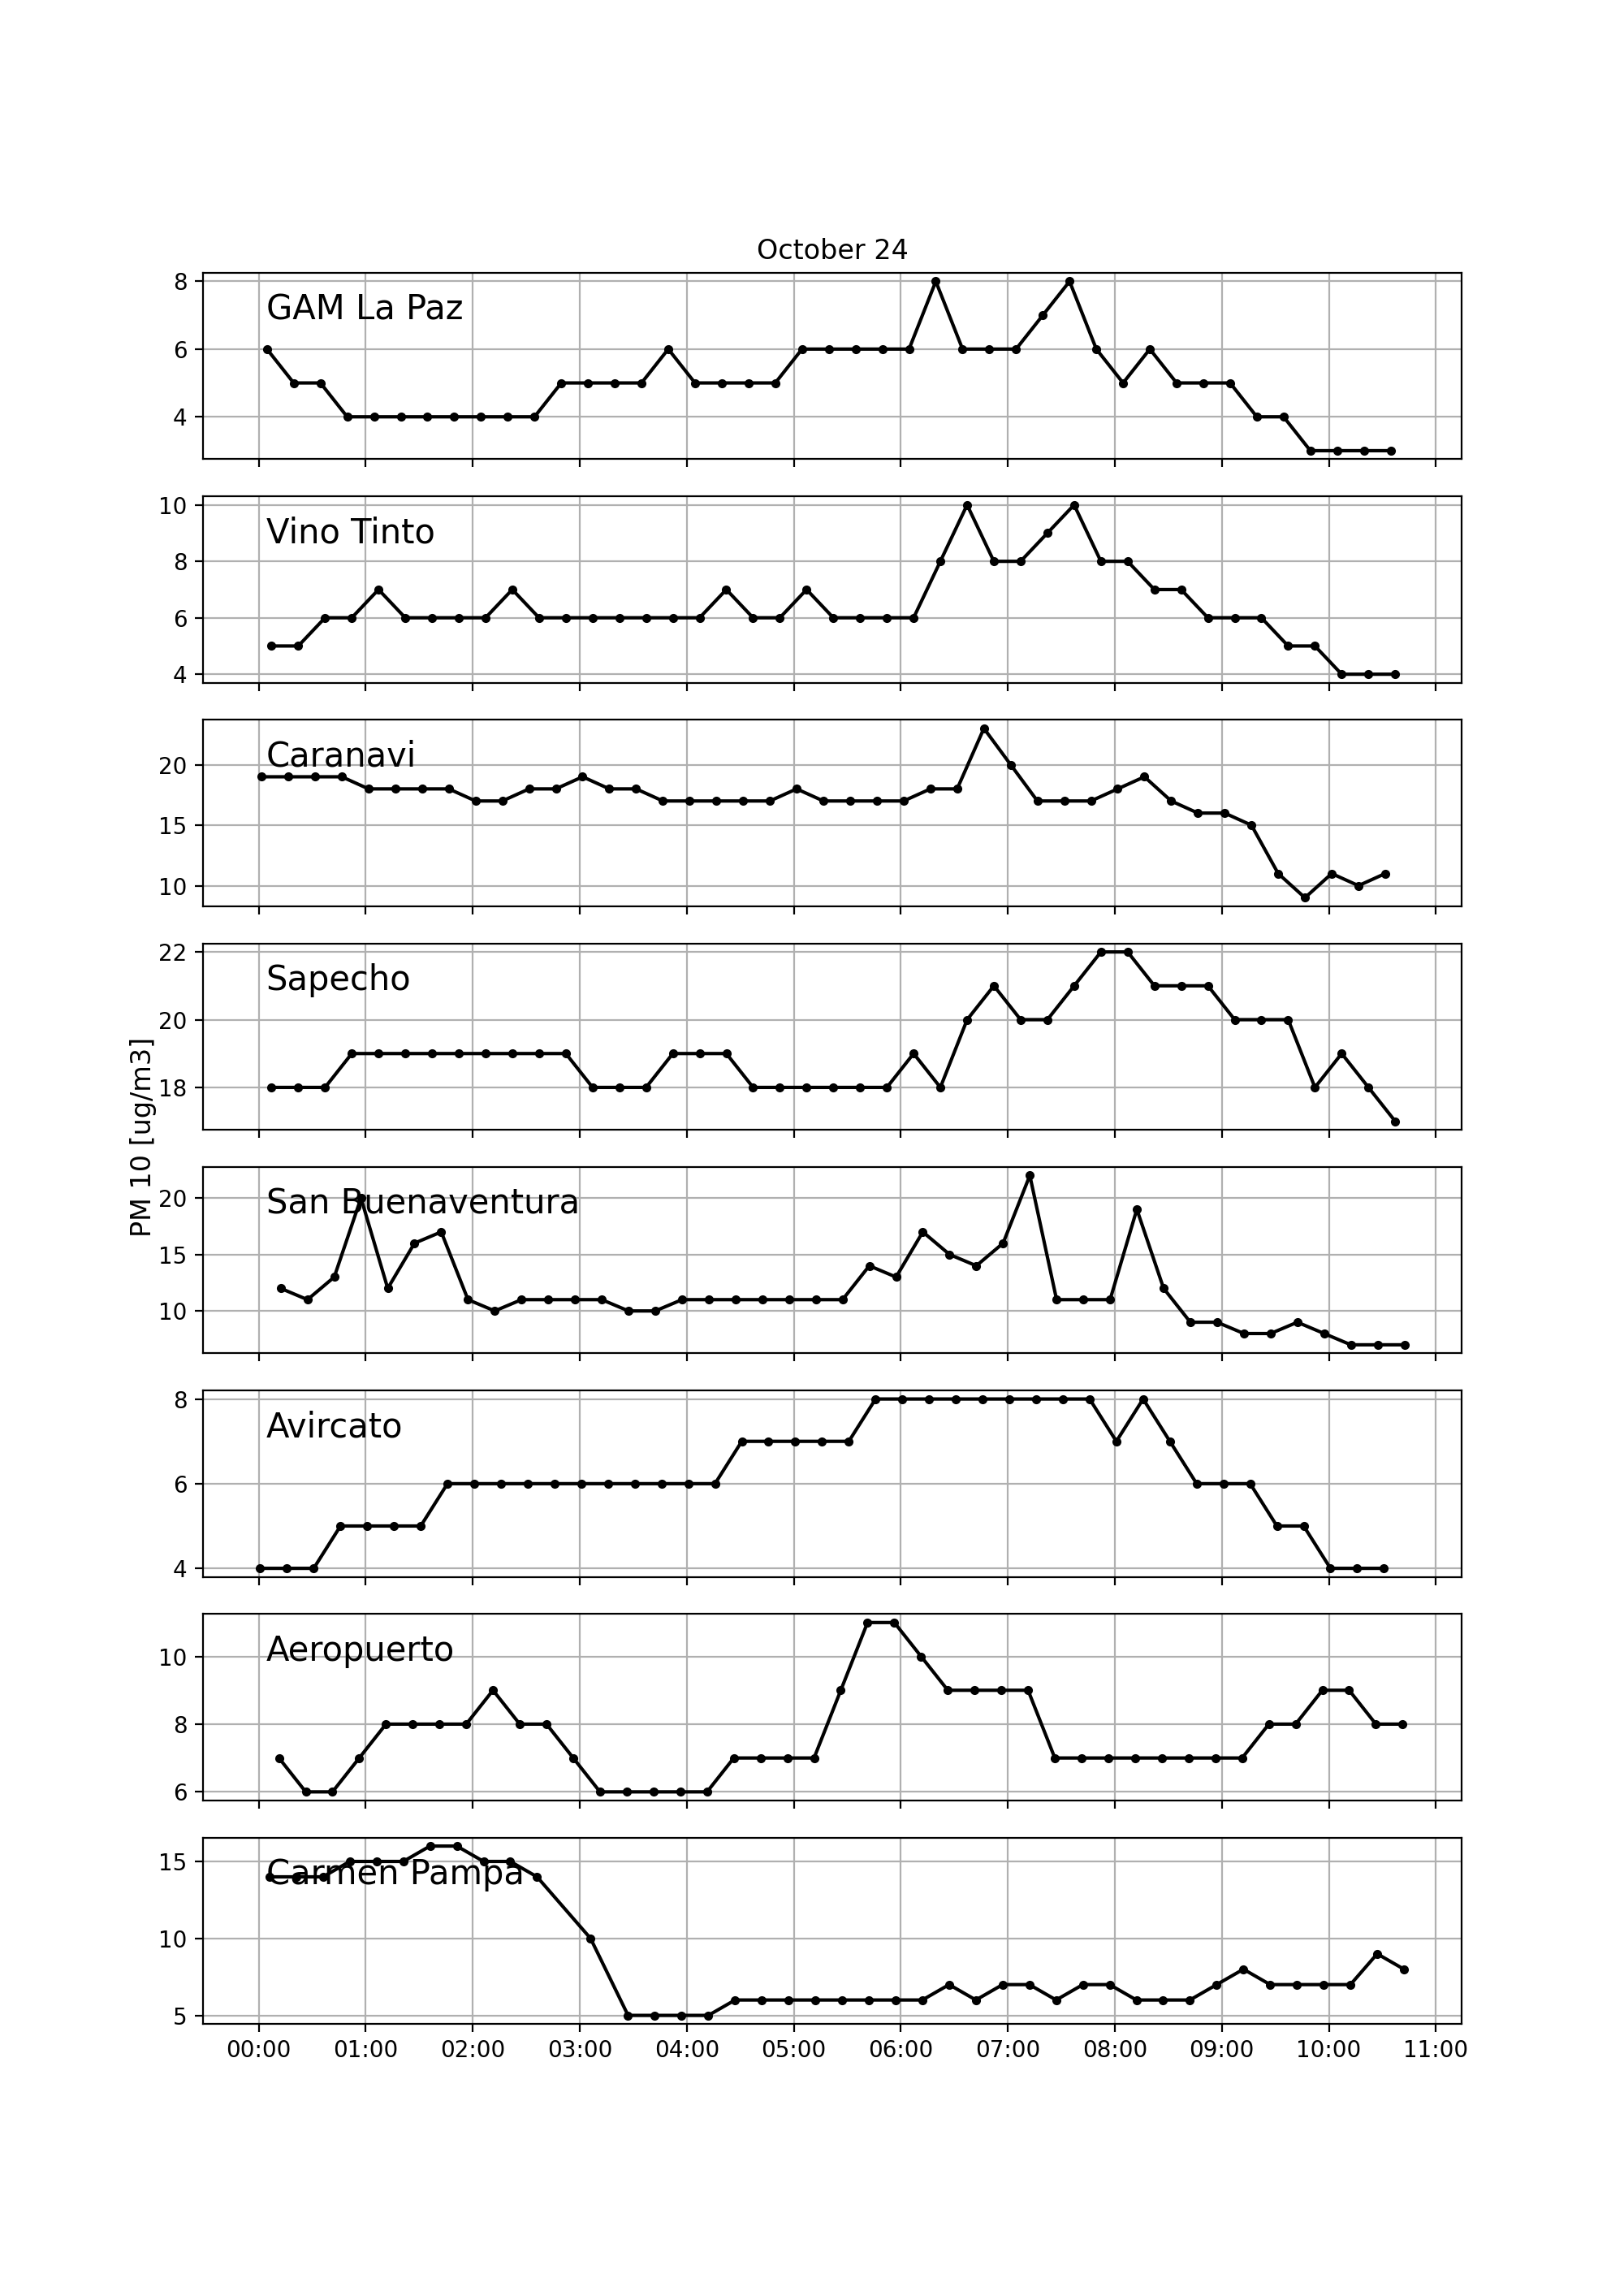 October 24
8
GAM La Paz
6
4
10
Vino Tinto
8
6
4
Caranavi
20
15
10
22
Sapecho
20
18
PM 10 [ug/m3]
San Buenaventura
20
15
10
8
Avircato
6
4
Aeropuerto
10
8
6
15
Carmen Pampa
10
5
00:00 01:00 02:00 03:00 04:00 05:00 06:00 07:00 08:00 09:00 10:00 11:00